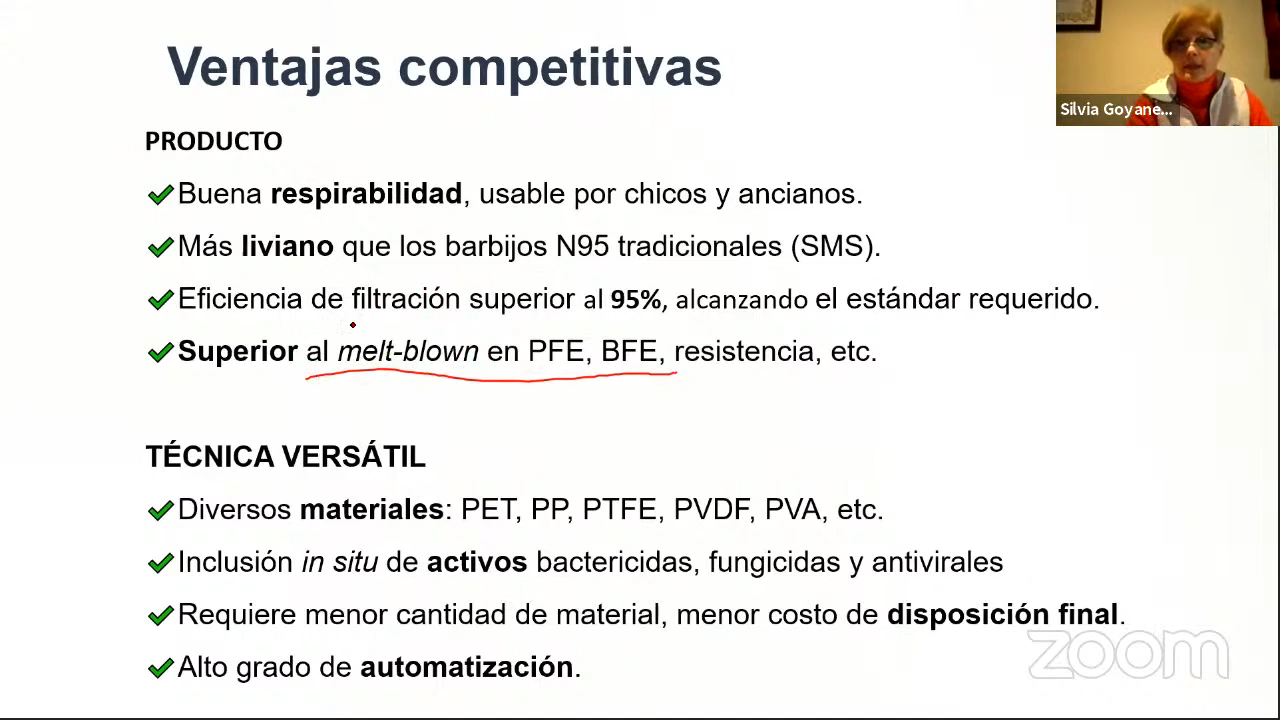 Ventajas competitivas
Silvia Goyane...
PRODUCTO
Buena respirabilidad, usable por chicos y ancianos.
Más liviano que los barbijos N95 tradicionales (SMS).
Eficiencia de filtración superior al 95%, alcanzando el estándar requerido.
Superior al melt-blown en PFE, BFE, resistencia, etc.
TÉCNICA VERSÁTIL
Diversos materiales: PET, PP, PTFE, PVDF, PVA, etc.
Inclusión in situ de activos bactericidas, fungicidas y antivirales
Requiere menor cantidad de material, menor costo de disposición final.
Alto grado de automatización.
zoom